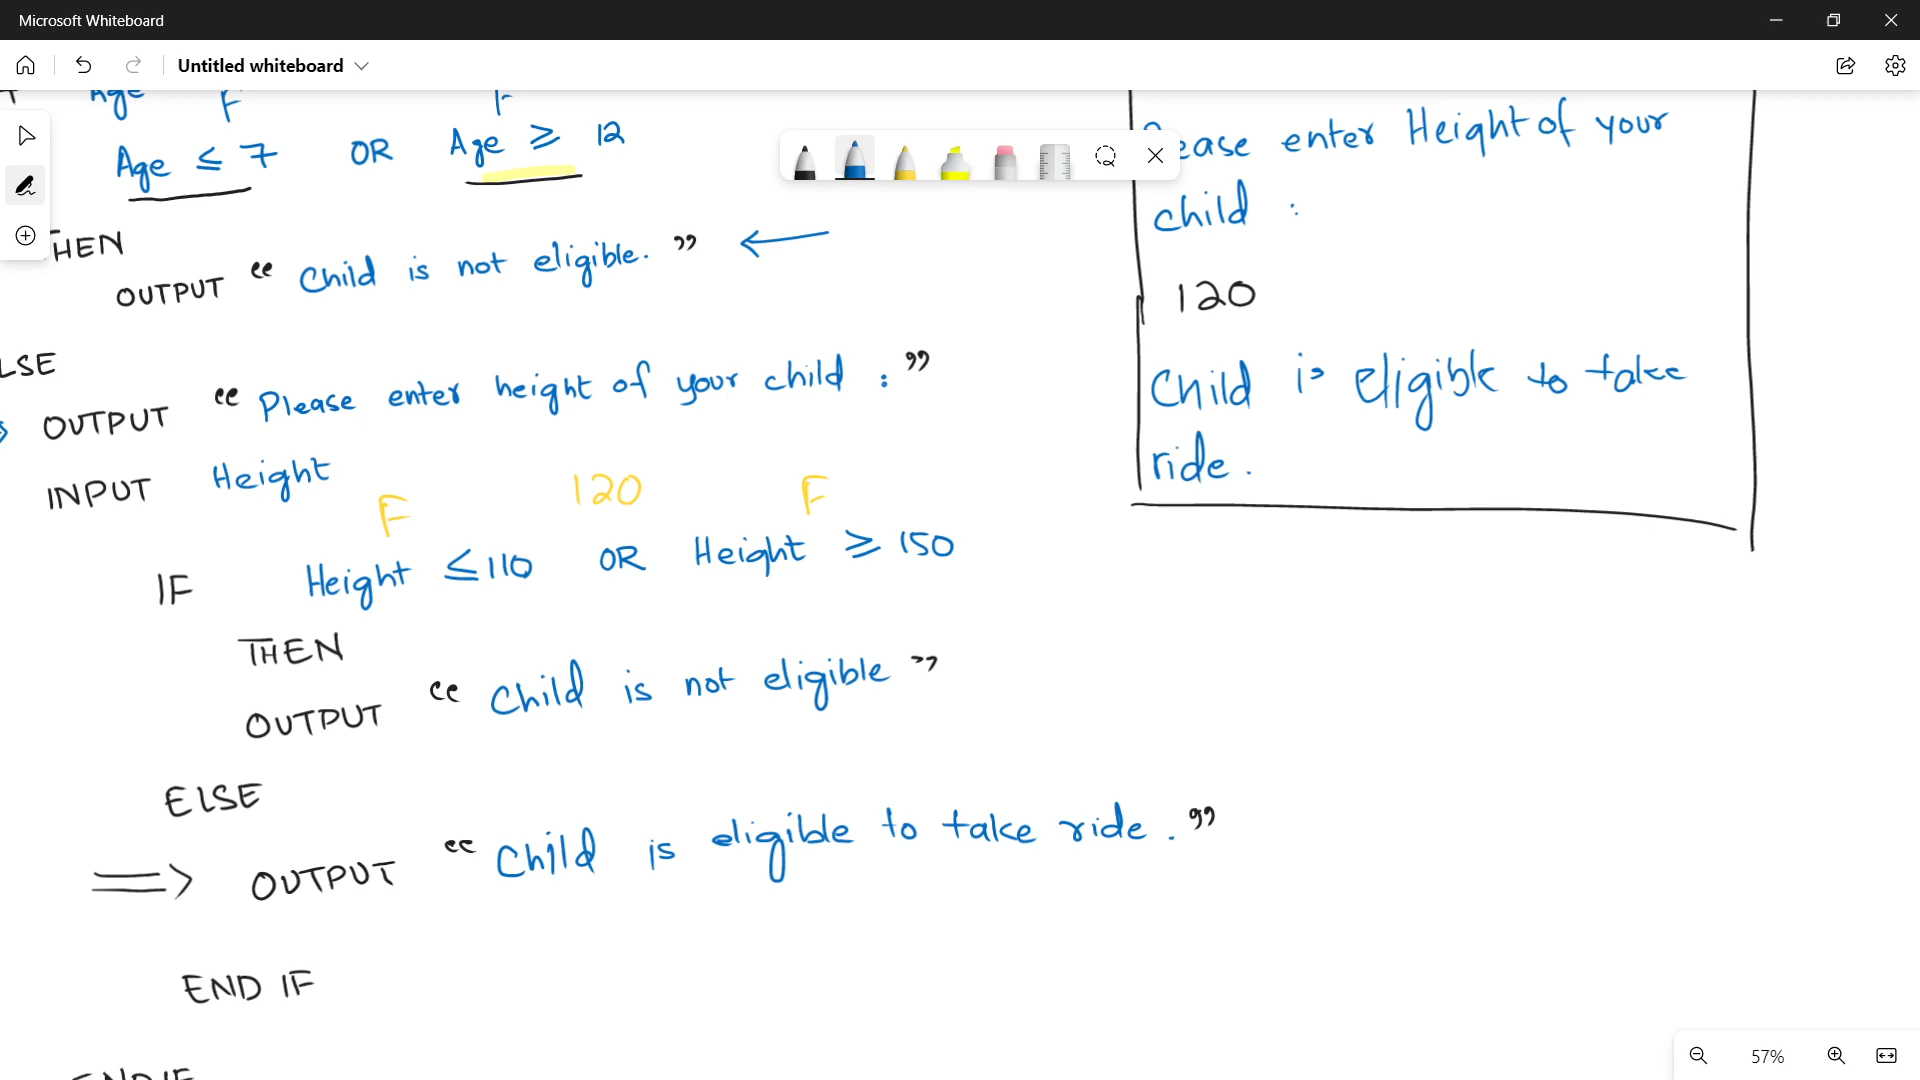 Microsoft Whiteboard
Untitled whiteboard
Age F F
Age ≤ 7 OR Age ≥ 12
THEN
OUTPUT “ Child is not eligible. ”
LSE
OUTPUT “ Please enter height of your child : ”
INPUT Height
F 120 F
IF Height ≤ 110 OR Height ≥ 150
THEN
OUTPUT “ Child is not eligible ”
ELSE
=> OUTPUT “ Child is eligible to take ride. ”
END IF
ENDIF
ease enter Height of your
child :
120
Child is eligible to take
ride.
57%